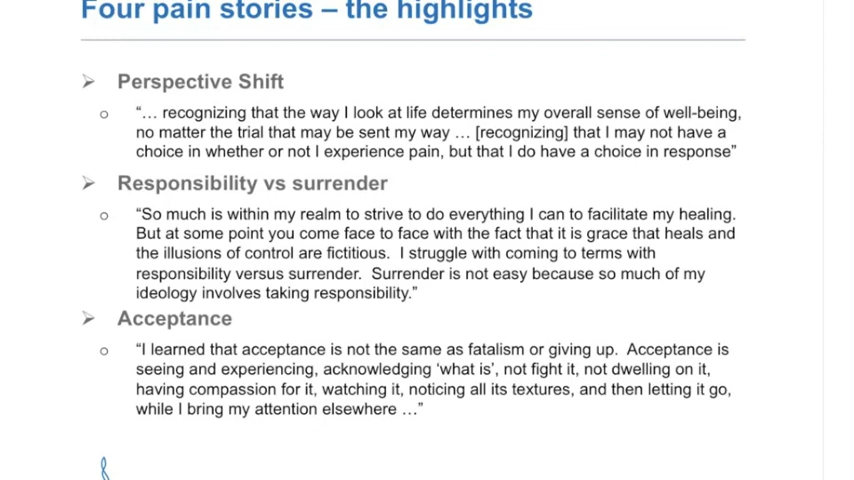 Four pain stories – the highlights
➢ Perspective Shift
o "… recognizing that the way I look at life determines my overall sense of well-being,
no matter the trial that may be sent my way … [recognizing] that I may not have a
choice in whether or not I experience pain, but that I do have a choice in response"
➢ Responsibility vs surrender
o "So much is within my realm to strive to do everything I can to facilitate my healing.
But at some point you come face to face with the fact that it is grace that heals and
the illusions of control are fictitious.  I struggle with coming to terms with
responsibility versus surrender.  Surrender is not easy because so much of my
ideology involves taking responsibility."
➢ Acceptance
o "I learned that acceptance is not the same as fatalism or giving up.  Acceptance is
seeing and experiencing, acknowledging ‘what is’, not fight it, not dwelling on it,
having compassion for it, watching it, noticing all its textures, and then letting it go,
while I bring my attention elsewhere …"